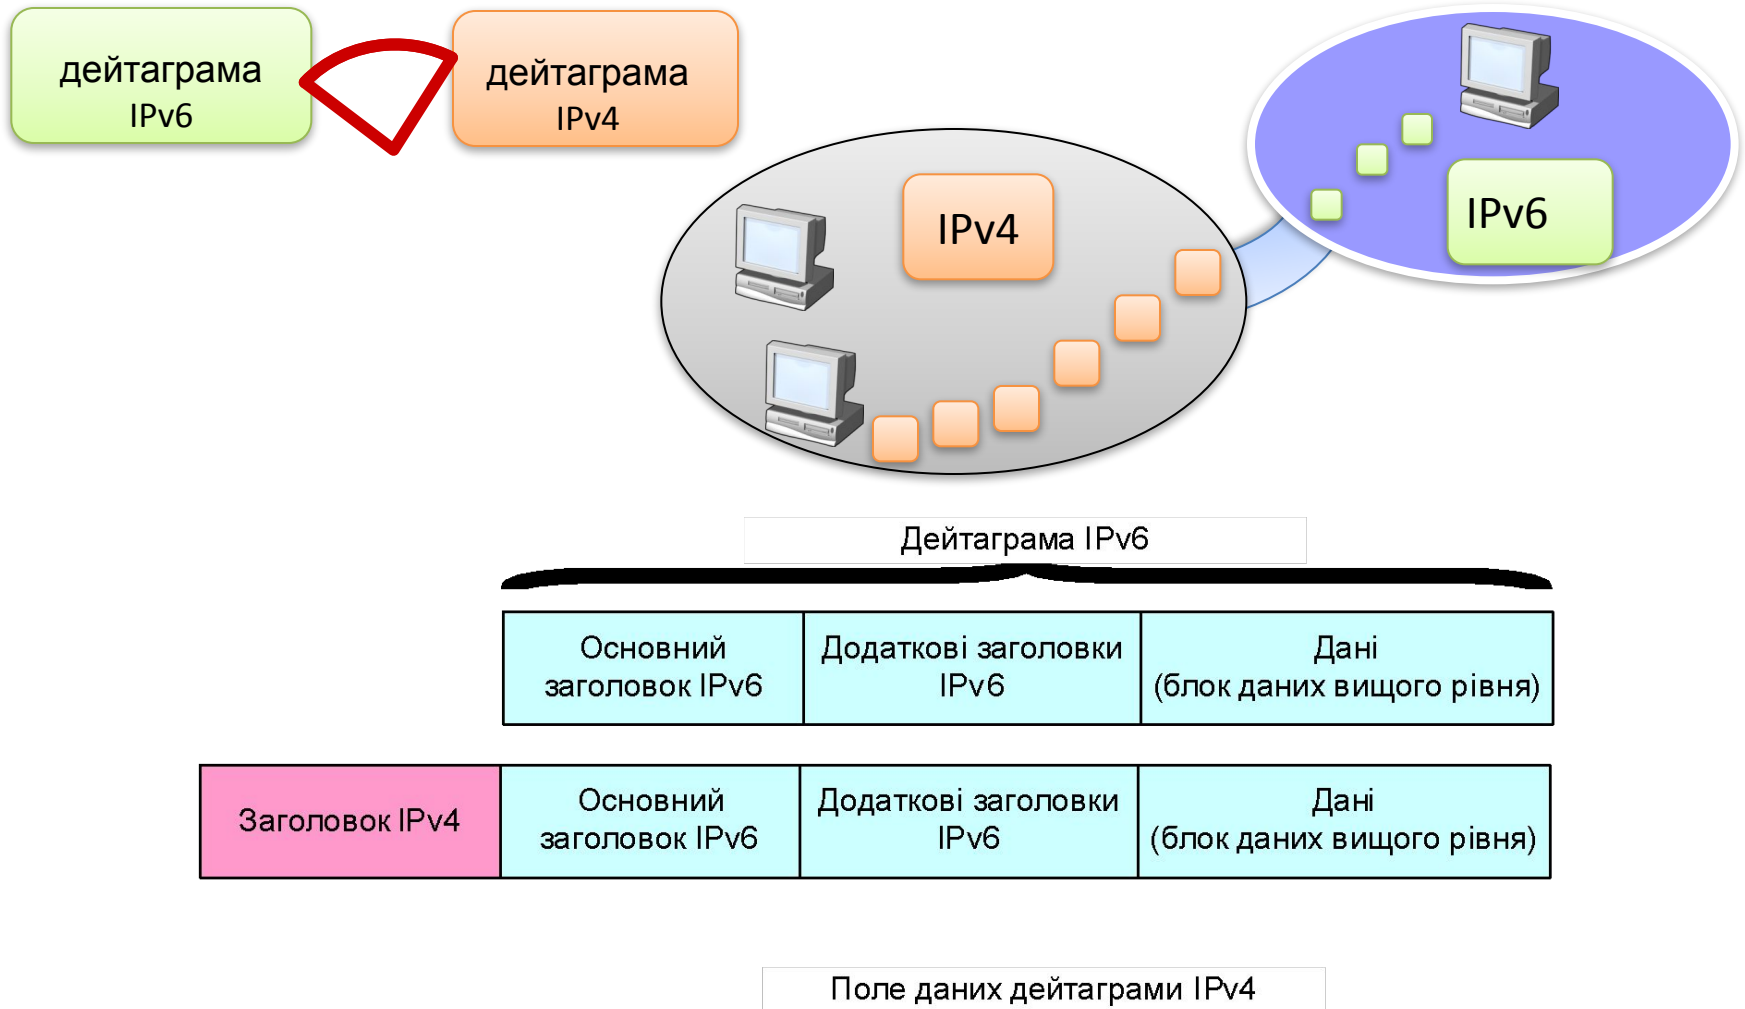 дейтаграма
IPv6
дейтаграма
IPv4
IPv4
IPv6
Дейтаграма IPv6
Основний
заголовок IPv6
Додаткові заголовки
IPv6
Дані
(блок даних вищого рівня)
Заголовок IPv4
Основний
заголовок IPv6
Додаткові заголовки
IPv6
Дані
(блок даних вищого рівня)
Поле даних дейтаграми IPv4